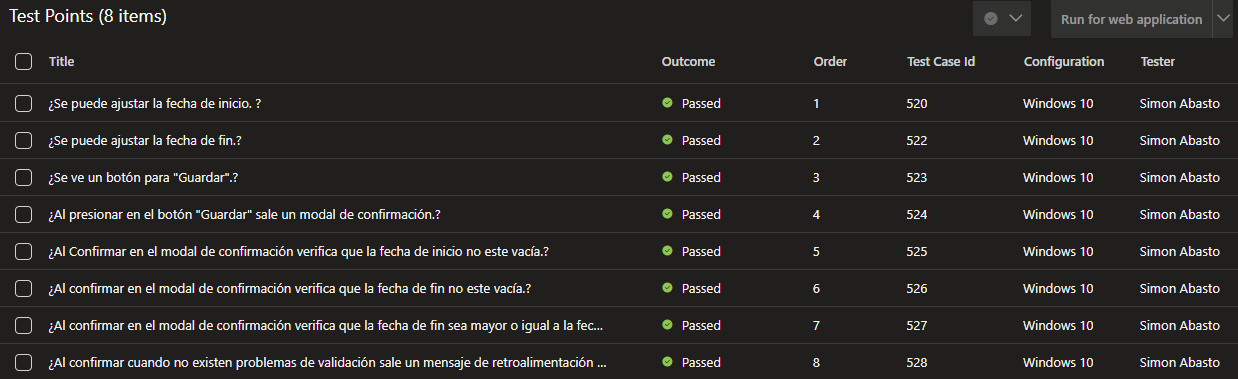 Test Points (8 items)
Run for web application
Title Outcome Order Test Case Id Configuration Tester
¿Se puede ajustar la fecha de inicio. ? Passed 1 520 Windows 10 Simon Abasto
¿Se puede ajustar la fecha de fin.? Passed 2 522 Windows 10 Simon Abasto
¿Se ve un botón para "Guardar".? Passed 3 523 Windows 10 Simon Abasto
¿Al presionar en el botón "Guardar" sale un modal de confirmación.? Passed 4 524 Windows 10 Simon Abasto
¿Al Confirmar en el modal de confirmación verifica que la fecha de inicio no este vacía.? Passed 5 525 Windows 10 Simon Abasto
¿Al confirmar en el modal de confirmación verifica que la fecha de fin no este vacía.? Passed 6 526 Windows 10 Simon Abasto
¿Al confirmar en el modal de confirmación verifica que la fecha de fin sea mayor o igual a la fec... Passed 7 527 Windows 10 Simon Abasto
¿Al confirmar cuando no existen problemas de validación sale un mensaje de retroalimentación ... Passed 8 528 Windows 10 Simon Abasto